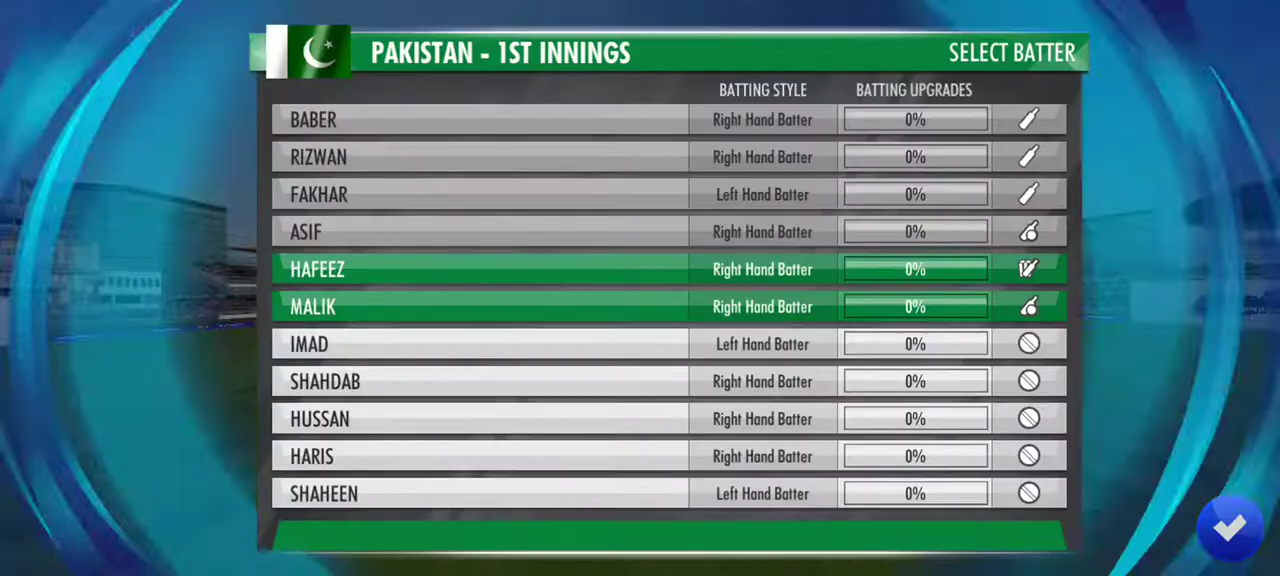 PAKISTAN - 1ST INNINGS SELECT BATTER
BATTING STYLE BATTING UPGRADES
BABER Right Hand Batter 0%
RIZWAN Right Hand Batter 0%
FAKHAR Left Hand Batter 0%
ASIF Right Hand Batter 0%
HAFEEZ Right Hand Batter 0%
MALIK Right Hand Batter 0%
IMAD Left Hand Batter 0%
SHAHDAB Right Hand Batter 0%
HUSSAN Right Hand Batter 0%
HARIS Right Hand Batter 0%
SHAHEEN Left Hand Batter 0%